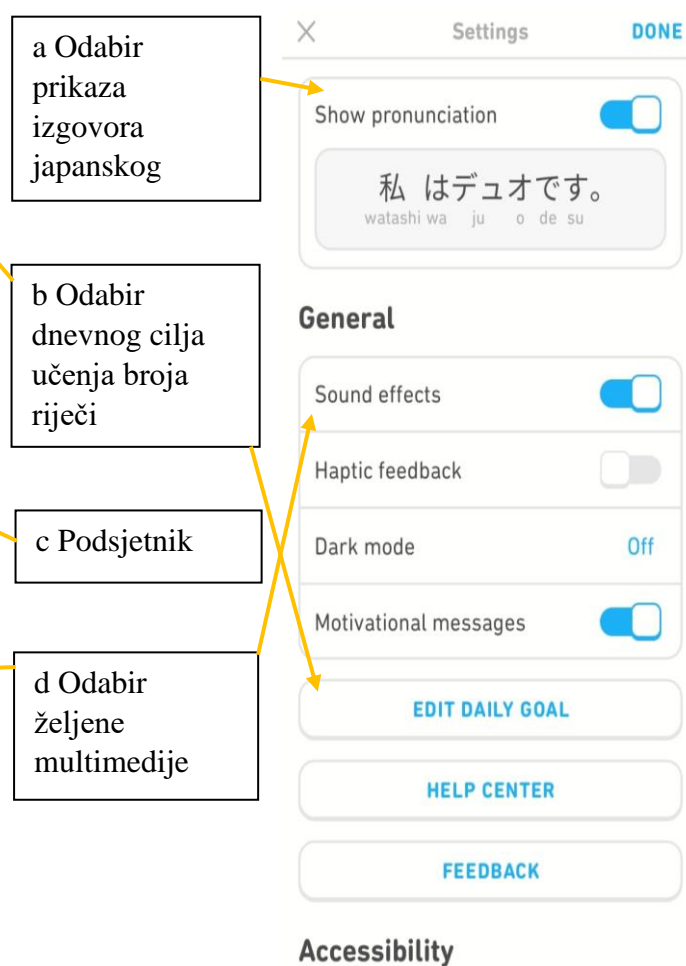 a Odabir
prikaza
izgovora
japanskog
b Odabir
dnevnog cilja
učenja broja
riječi
c Podsjetnik
d Odabir
željene
multimedije
Settings
DONE
Show pronunciation
私 はデュオです。
watashi wa ju o de su
General
Sound effects
Haptic feedback
Dark mode
Off
Motivational messages
EDIT DAILY GOAL
HELP CENTER
FEEDBACK
Accessibility